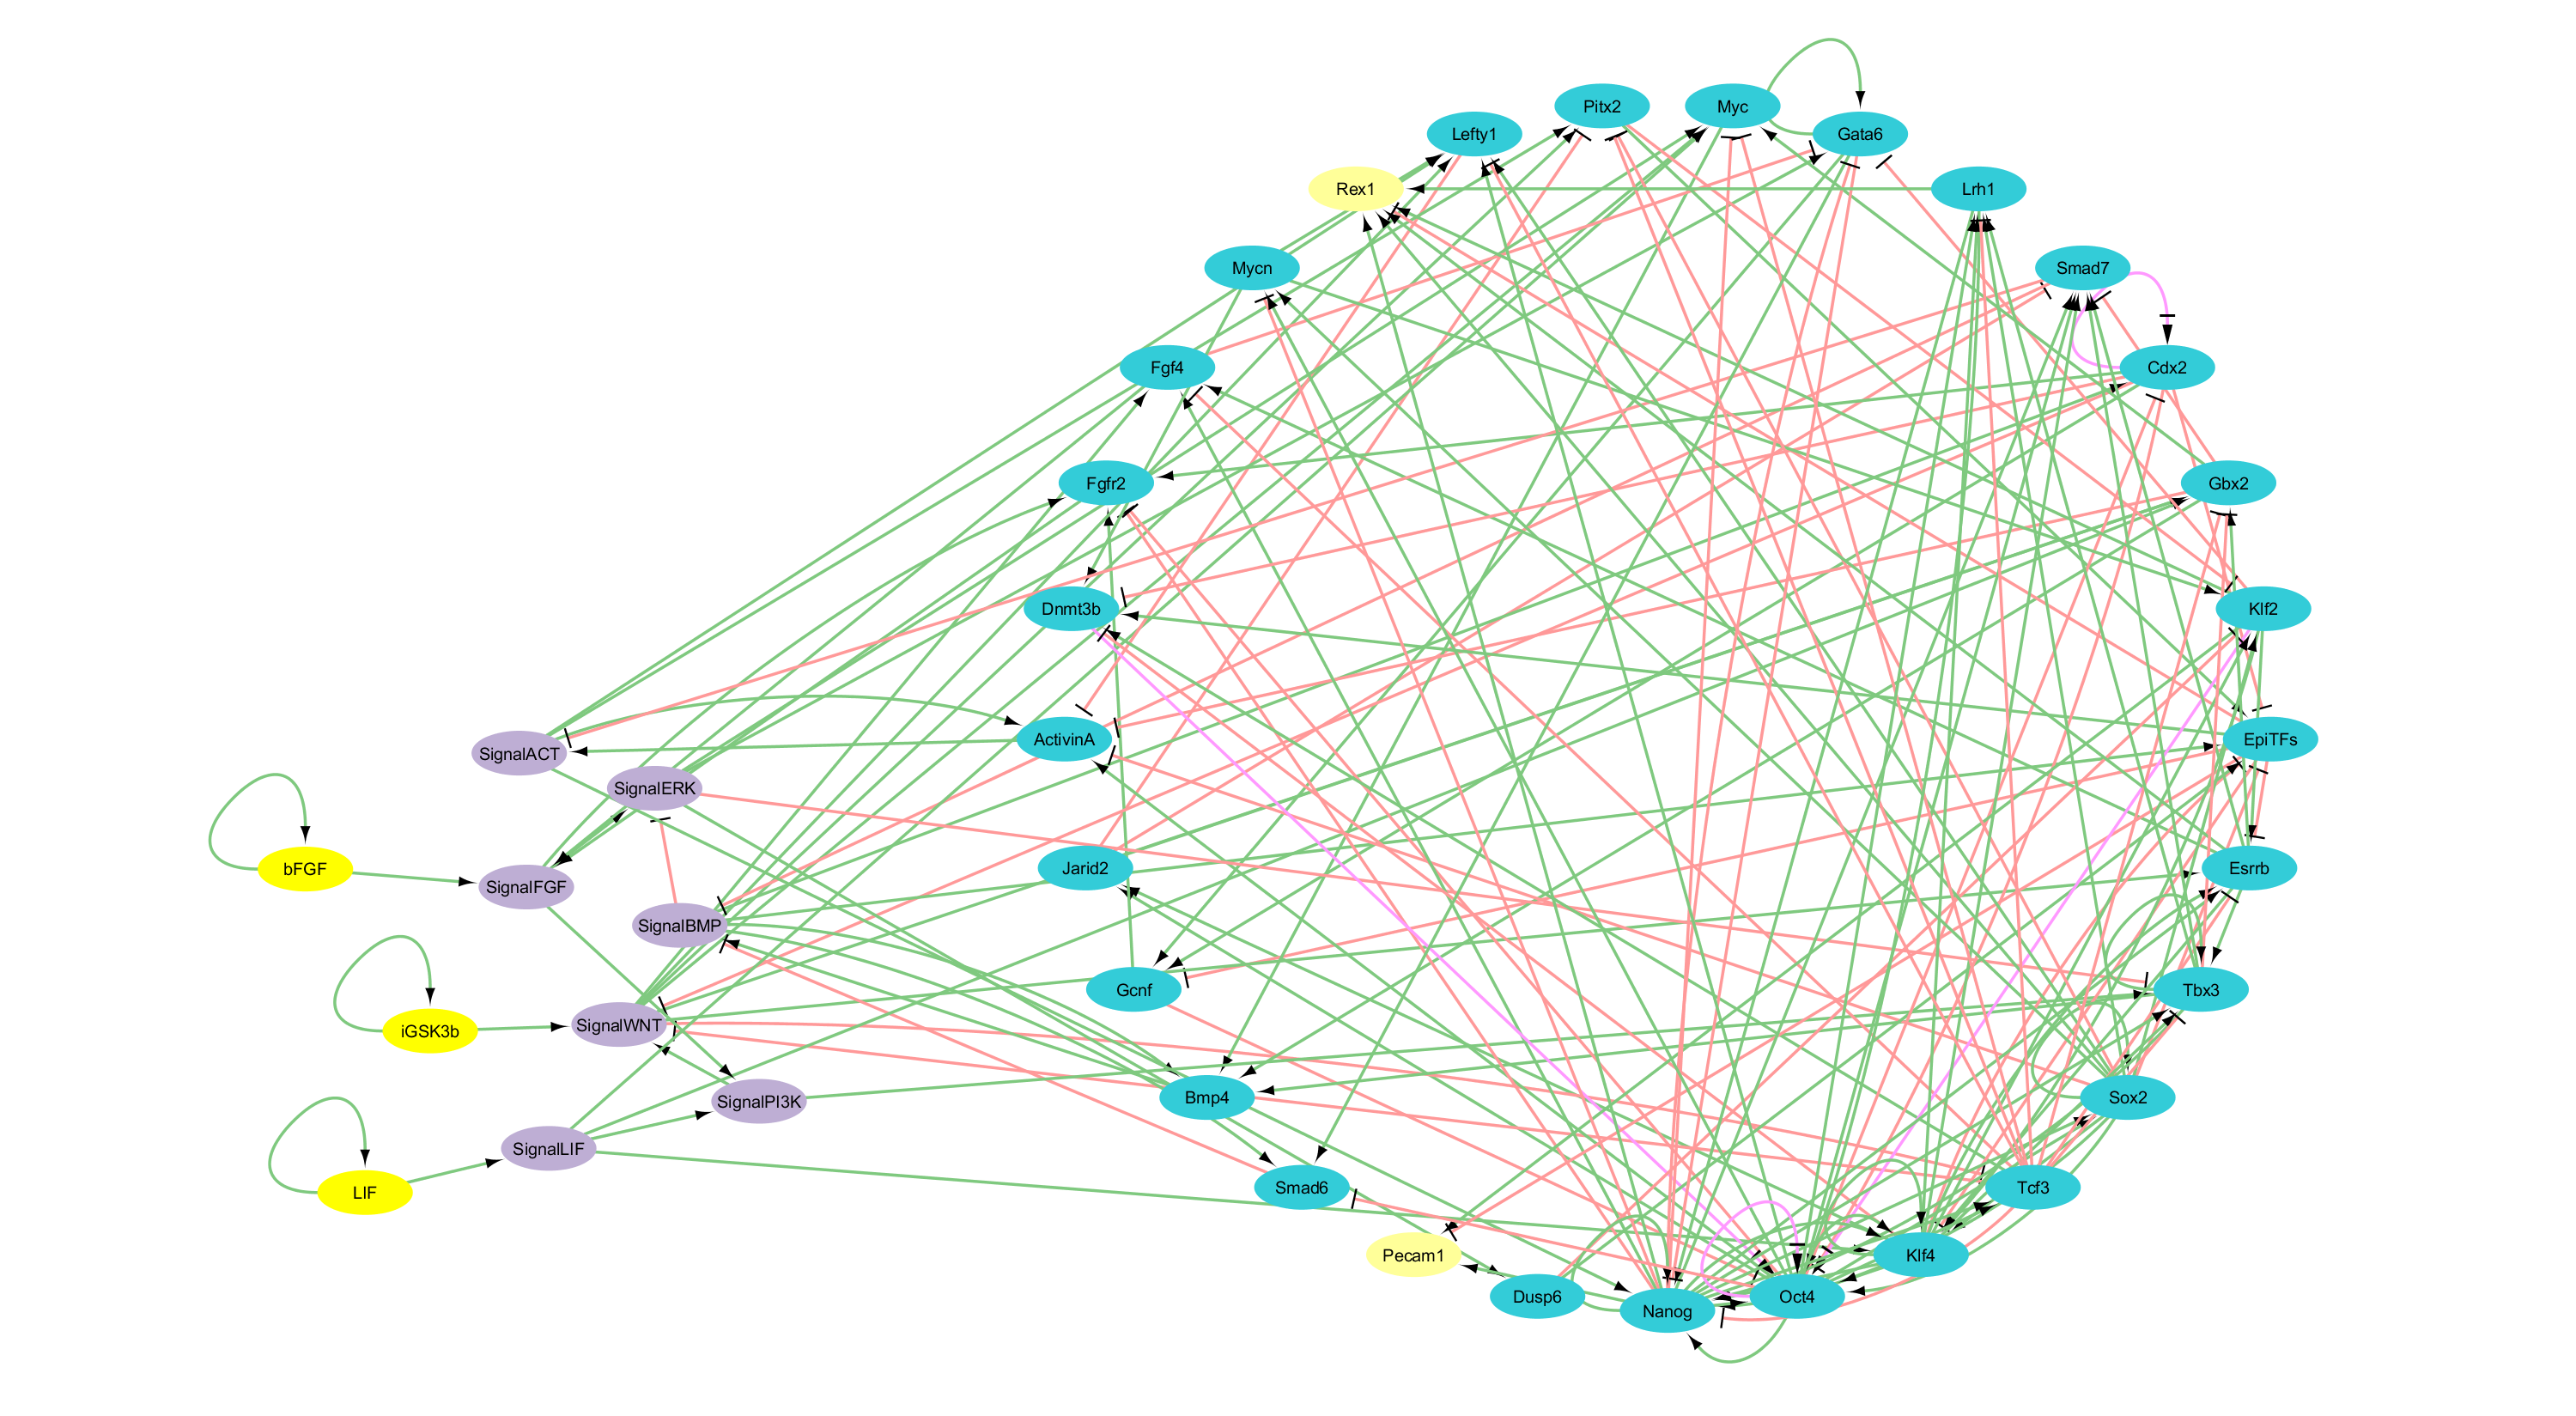 Pitx2
Myc
Lefty1
Gata6
Rex1
Lrh1
Mycn
Smad7
Fgf4
Cdx2
Fgfr2
Gbx2
Dnmt3b
Klf2
SignalACT
ActivinA
EpiTFs
SignalERK
bFGF
SignalFGF
Jarid2
Esrrb
SignalBMP
Gcnf
Tbx3
iGSK3b
SignalWNT
SignalPI3K
Bmp4
Sox2
LIF
SignalLIF
Smad6
Tcf3
Pecam1
Klf4
Dusp6
Nanog
Oct4